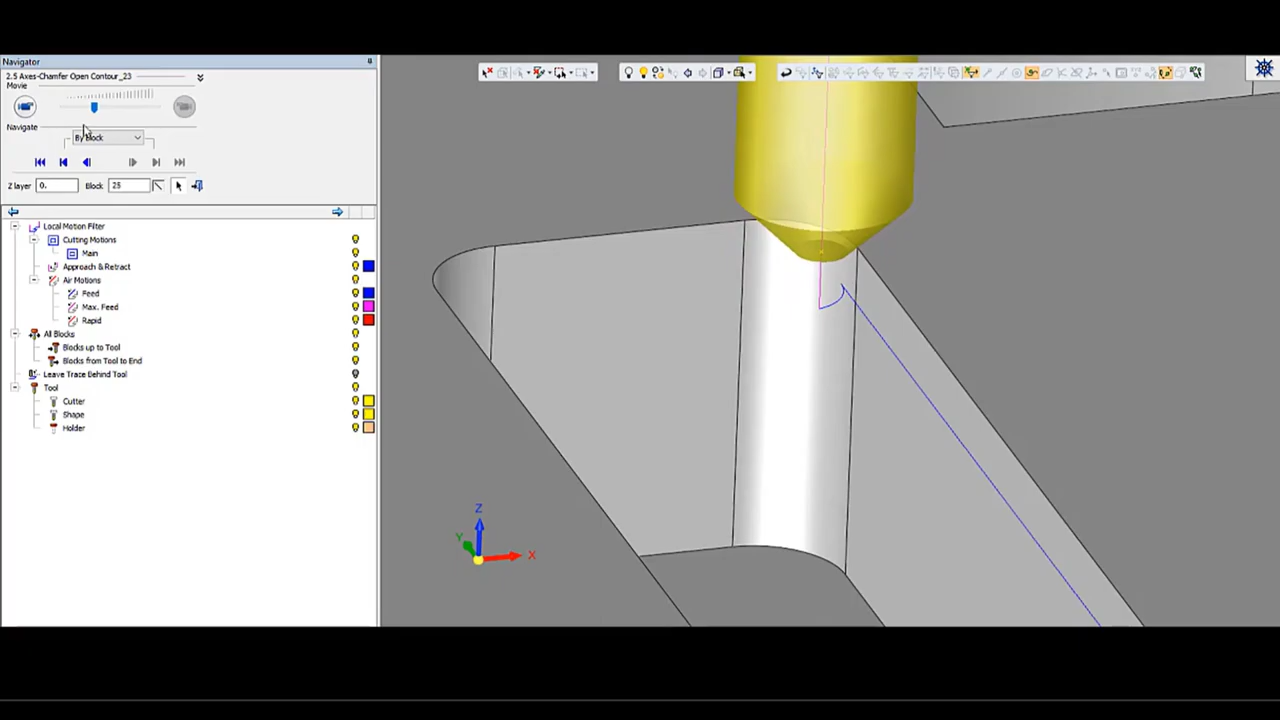 Navigator
2.5 Axes-Chamfer Open Contour_23
Movie
Navigate
By Block
Z layer 0. Block 25
Local Motion Filter
Cutting Motions
Main
Approach & Retract
Air Motions
Feed
Max. Feed
Rapid
All Blocks
Blocks up to Tool
Blocks from Tool to End
Leave Trace Behind Tool
Tool
Cutter
Shape
Holder
Z
Y
X